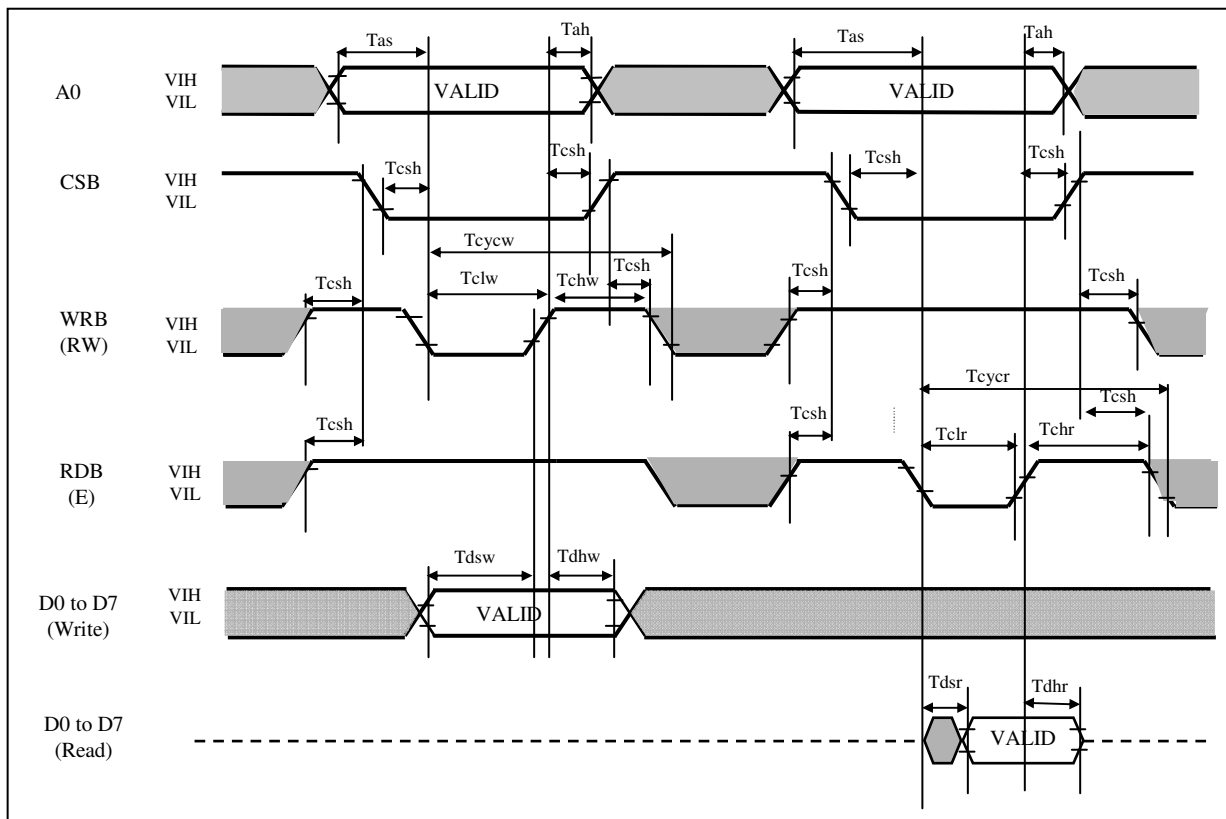 Tas Tah Tas Tah
A0 VIH VALID VALID
VIL
Tcsh Tcsh Tcsh Tcsh
CSB VIH
VIL
Tcycw
Tclw Tchw Tcsh Tcsh Tcsh
Tcsh
WRB VIH
(RW) VIL
Tcycr
Tcsh
Tcsh Tcsh Tclr Tchr
RDB VIH
(E) VIL
Tdsw Tdhw
D0 to D7 VIH VALID
(Write) VIL
Tdsr Tdhr
D0 to D7
(Read) VALID